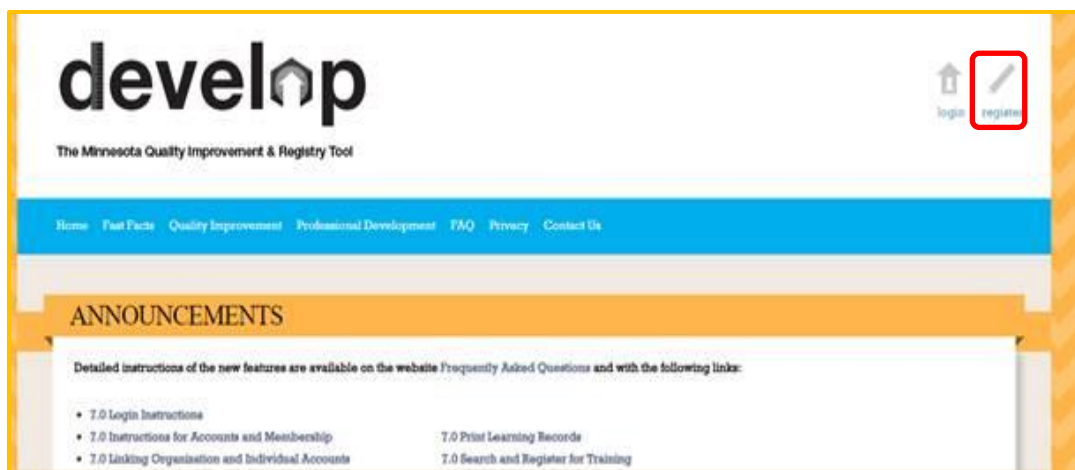 develop
login register
The Minnesota Quality Improvement & Registry Tool
Home Fast Facts Quality Improvement Professional Development FAQ Privacy Contact Us
ANNOUNCEMENTS
Detailed instructions of the new features are available on the website Frequently Asked Questions and with the following links:
• 7.0 Login Instructions
• 7.0 Instructions for Accounts and Membership 7.0 Print Learning Records
• 7.0 Linking Organization and Individual Accounts 7.0 Search and Register for Training